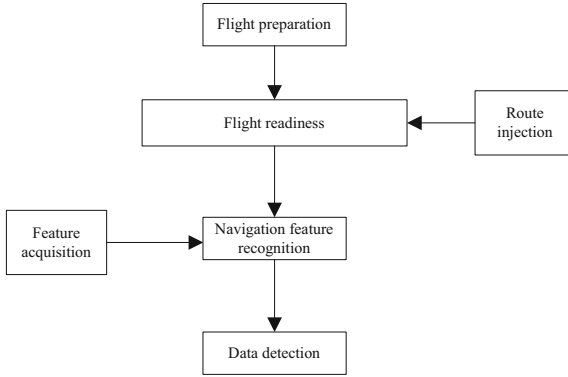 Flight preparation
Flight readiness
Route
injection
Feature
acquisition
Navigation feature
recognition
Data detection